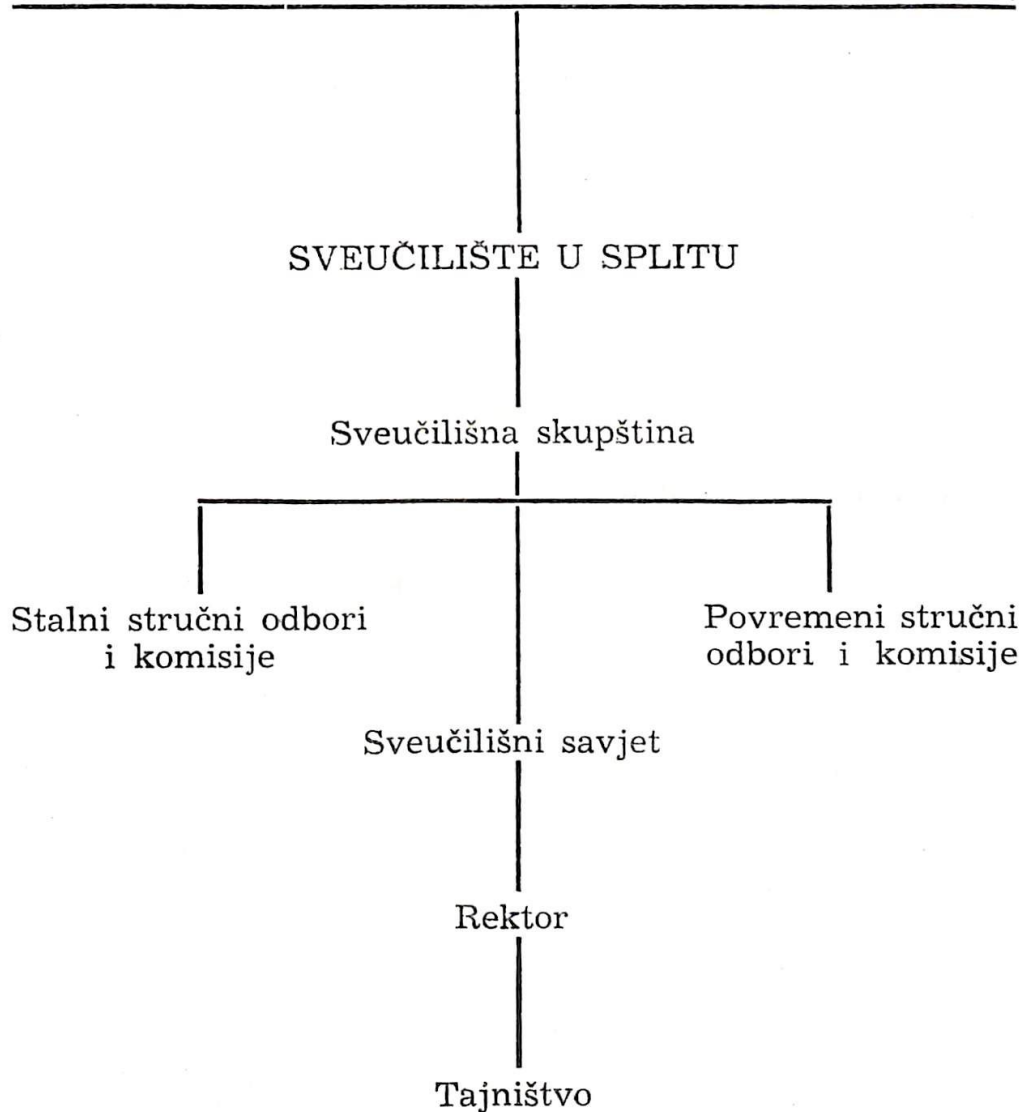 SVEUČILIŠTE U SPLITU
Sveučilišna skupština
Stalni stručni odbori
i komisije
Povremeni stručni
odbori i komisije
Sveučilišni savjet
Rektor
Tajništvo